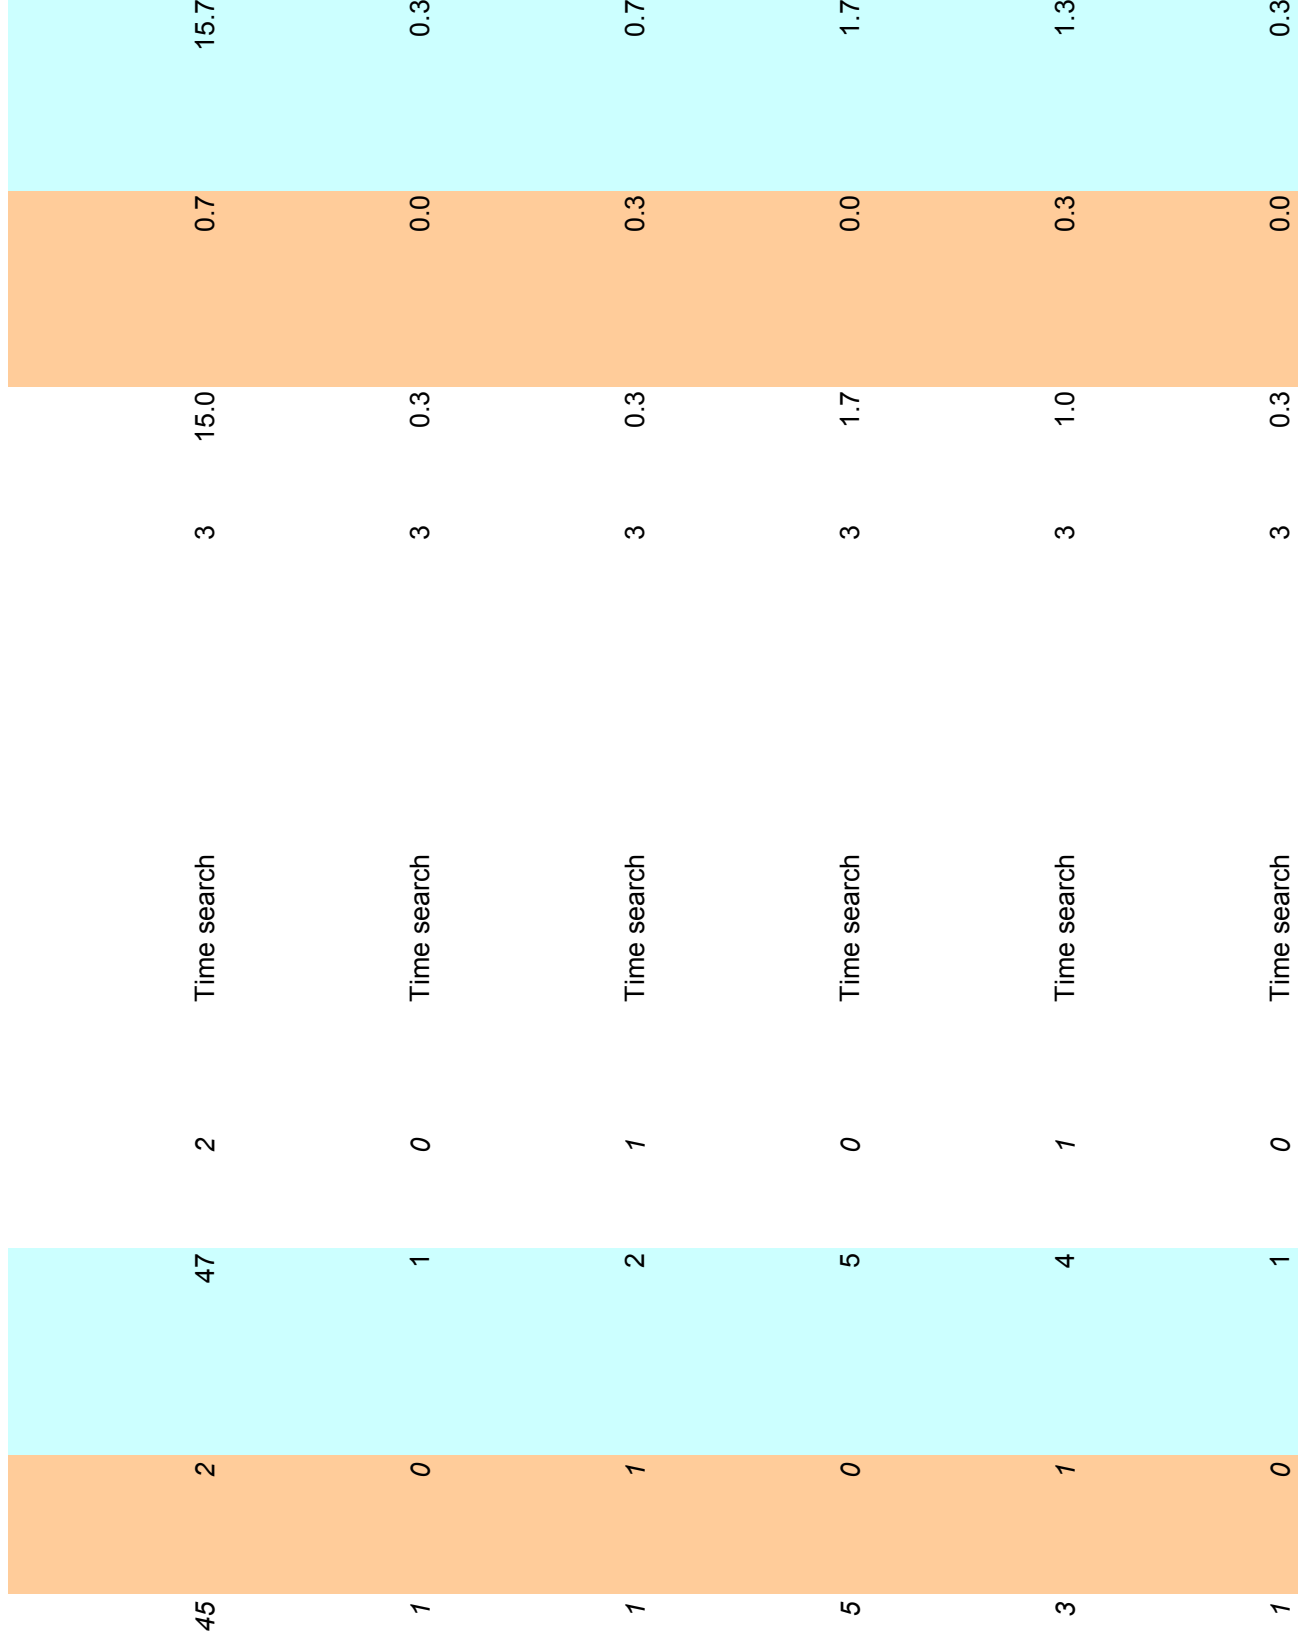 45 2 47 2 Time search 3 15.0 0.7 15.7
1 0 1 0 Time search 3 0.3 0.0 0.3
1 1 2 1 Time search 3 0.3 0.3 0.7
5 0 5 0 Time search 3 1.7 0.0 1.7
3 1 4 1 Time search 3 1.0 0.3 1.3
1 0 1 0 Time search 3 0.3 0.0 0.3